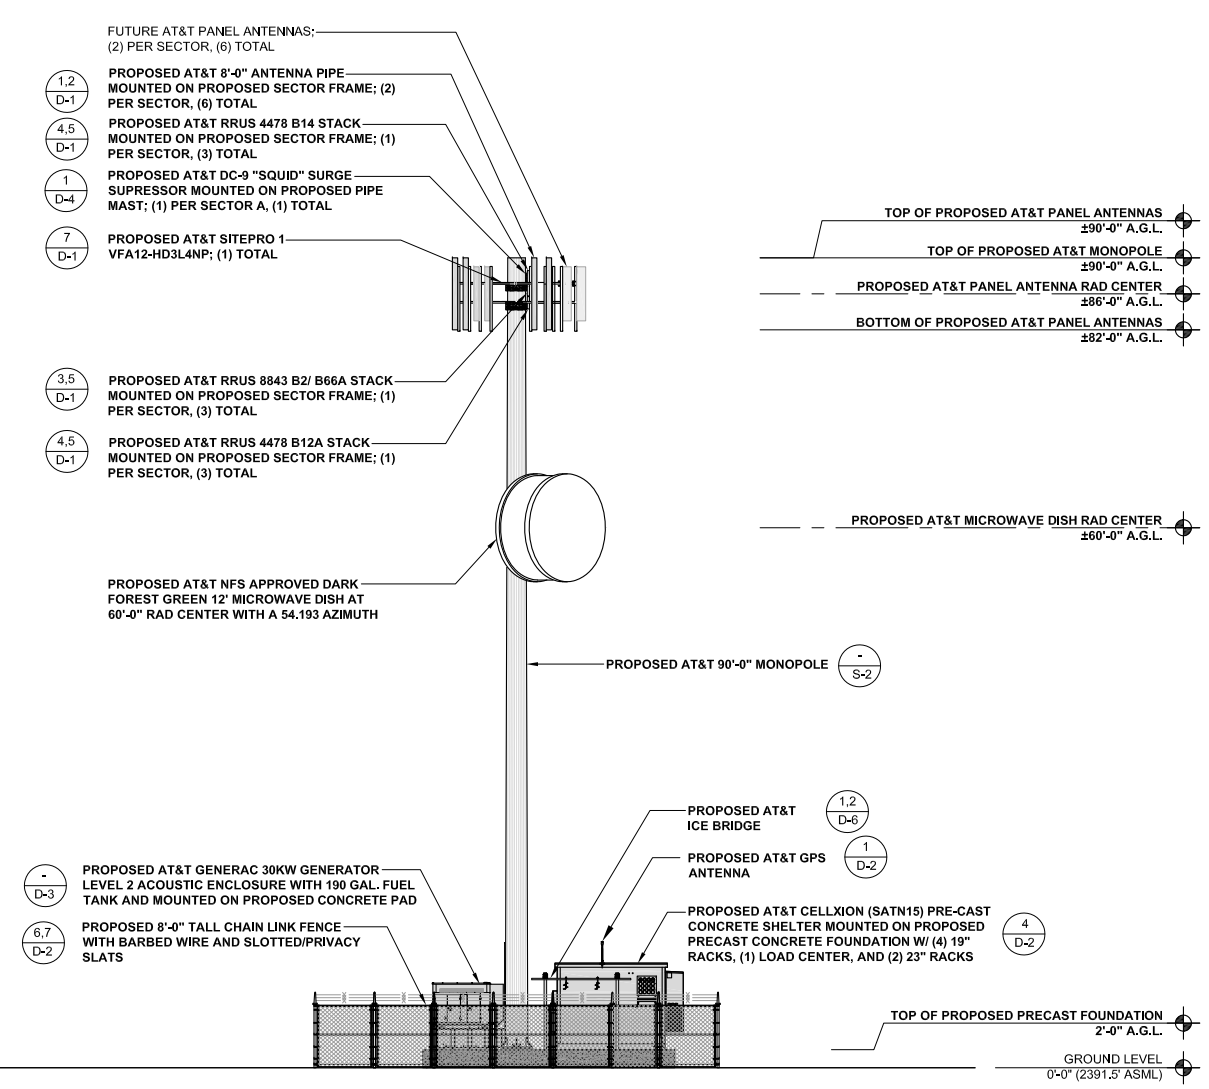 FUTURE AT&T PANEL ANTENNAS;
(2) PER SECTOR, (6) TOTAL
1,2
D-1
PROPOSED AT&T 8'-0" ANTENNA PIPE
MOUNTED ON PROPOSED SECTOR FRAME; (2)
PER SECTOR, (6) TOTAL
4,5
D-1
PROPOSED AT&T RRUS 4478 B14 STACK
MOUNTED ON PROPOSED SECTOR FRAME; (1)
PER SECTOR, (3) TOTAL
1
D-4
PROPOSED AT&T DC-9 "SQUID" SURGE
SUPRESSOR MOUNTED ON PROPOSED PIPE
MAST; (1) PER SECTOR A, (1) TOTAL
7
D-1
PROPOSED AT&T SITEPRO 1
VFA12-HD3L4NP; (1) TOTAL
TOP OF PROPOSED AT&T PANEL ANTENNAS
±90'-0" A.G.L.
TOP OF PROPOSED AT&T MONOPOLE
±90'-0" A.G.L.
PROPOSED AT&T PANEL ANTENNA RAD CENTER
±86'-0" A.G.L.
BOTTOM OF PROPOSED AT&T PANEL ANTENNAS
±82'-0" A.G.L.
3,5
D-1
PROPOSED AT&T RRUS 8843 B2/ B66A STACK
MOUNTED ON PROPOSED SECTOR FRAME; (1)
PER SECTOR, (3) TOTAL
4,5
D-1
PROPOSED AT&T RRUS 4478 B12A STACK
MOUNTED ON PROPOSED SECTOR FRAME; (1)
PER SECTOR, (3) TOTAL
PROPOSED AT&T MICROWAVE DISH RAD CENTER
±60'-0" A.G.L.
PROPOSED AT&T NFS APPROVED DARK
FOREST GREEN 12' MICROWAVE DISH AT
60'-0" RAD CENTER WITH A 54.193 AZIMUTH
PROPOSED AT&T 90'-0" MONOPOLE
-
S-2
PROPOSED AT&T
ICE BRIDGE
1,2
D-6
PROPOSED AT&T GPS
ANTENNA
1
D-2
-
D-3
PROPOSED AT&T GENERAC 30KW GENERATOR
LEVEL 2 ACOUSTIC ENCLOSURE WITH 190 GAL. FUEL
TANK AND MOUNTED ON PROPOSED CONCRETE PAD
6,7
D-2
PROPOSED 8'-0" TALL CHAIN LINK FENCE
WITH BARBED WIRE AND SLOTTED/PRIVACY
SLATS
PROPOSED AT&T CELLXION (SATN15) PRE-CAST
CONCRETE SHELTER MOUNTED ON PROPOSED
PRECAST CONCRETE FOUNDATION W/ (4) 19"
RACKS, (1) LOAD CENTER, AND (2) 23" RACKS
4
D-2
TOP OF PROPOSED PRECAST FOUNDATION
2'-0" A.G.L.
GROUND LEVEL
0'-0" (2391.5' ASML)